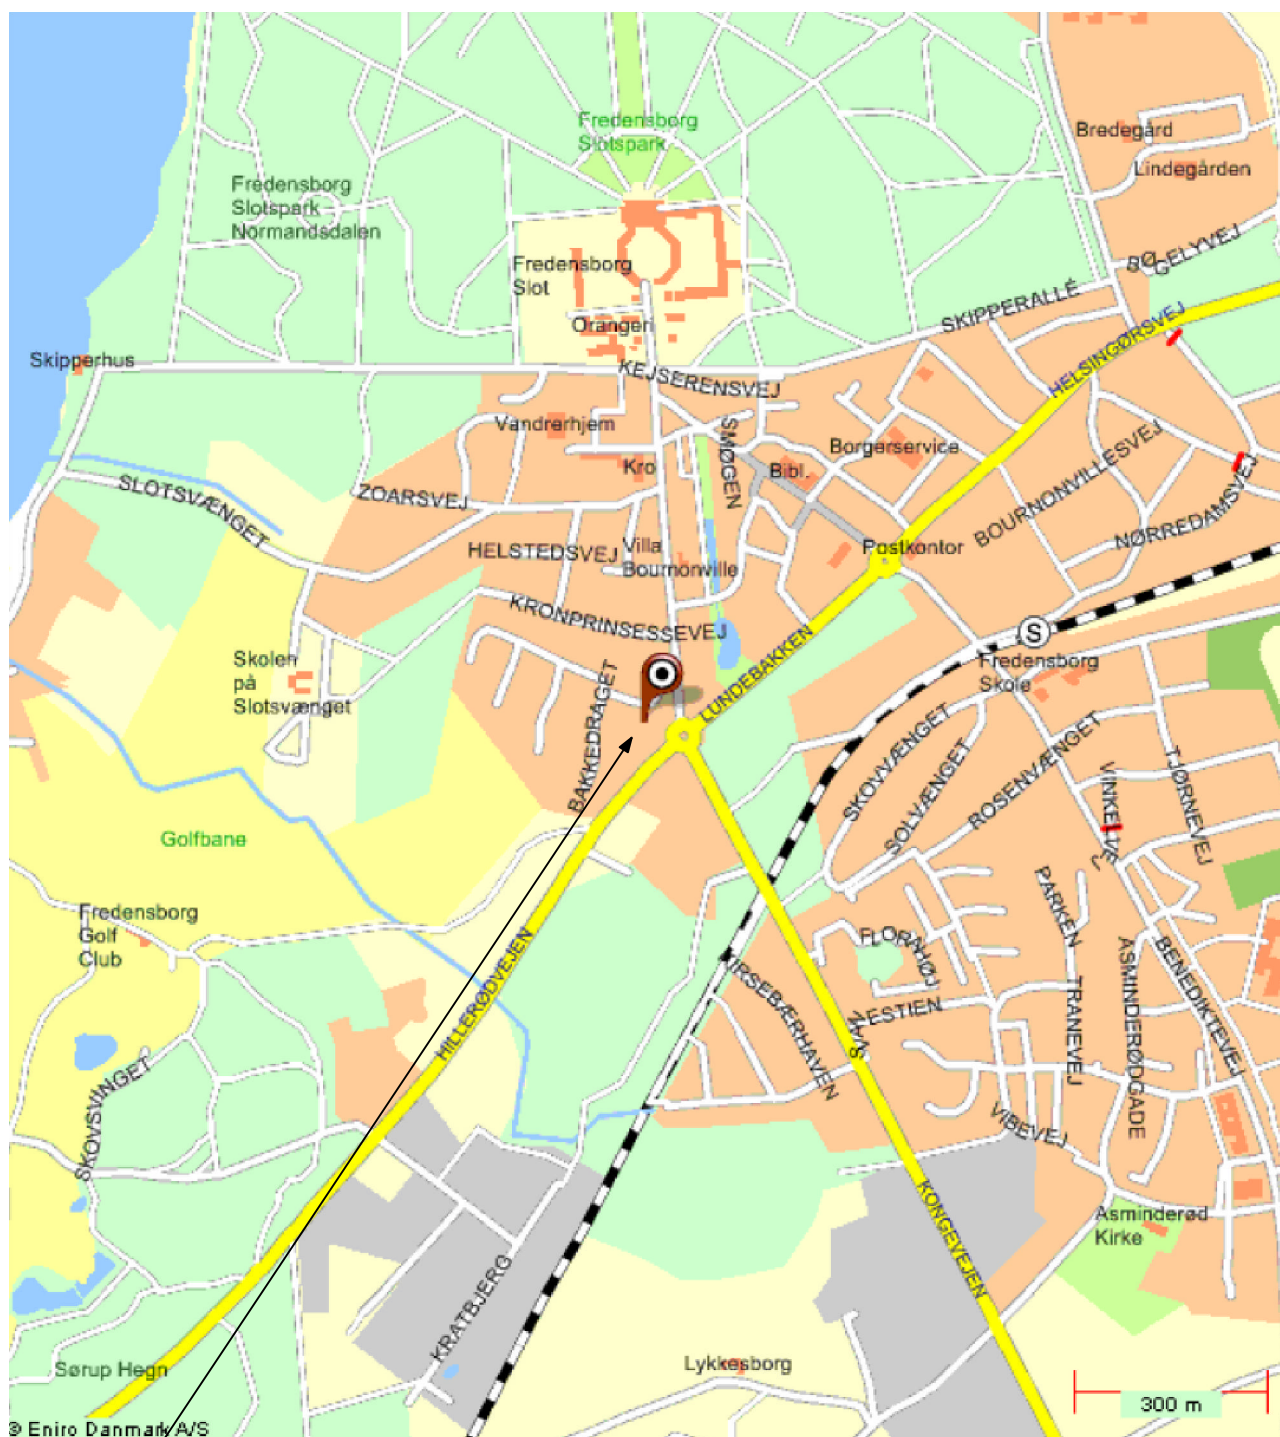 Fredensborg
Slotspark
Bredegård
Lindegården
Fredensborg
Slotspark
Normandsdalen
BØGELYVEJ
Fredensborg
Slot
SKIPPERALLÉ
Orangeri
HELSINGØRSVEJ
Skipperhus
KEJSERENSVEJ
Vandrerhjem
SMØGEN
Borgerservice
Kro
Bibl.
BOURNONVILLESVEJ
SLOTSVÆNGET
ZOARSVEJ
NØRREDAMSVEJ
HELSTEDSVEJ
Villa
Bournonville
Postkontor
KRONPRINSESSEVEJ
S
Skolen
på
Slotsvænget
Fredensborg
Skole
BAKKEDRAGET
LUNDEBAKKEN
SKOVVÆNGET
SOLVÆNGET
ROSENVÆNGET
VINKELVEJ
TJØRNEVEJ
Golfbane
PARKEN
Fredensborg
Golf
Club
FLORAHØJ
HILLERØDVEJEN
KIRSEBÆRHAVEN
TRANEVEJ
ASMINDERØDGADE
BENEDIKTEVEJ
SVANESTIEN
SKOVSVINGET
VIBEVEJ
KONGEVEJEN
Asminderød
Kirke
KRATBJERG
Sørup Hegn
Lykkesborg
300 m
© Eniro Danmark A/S